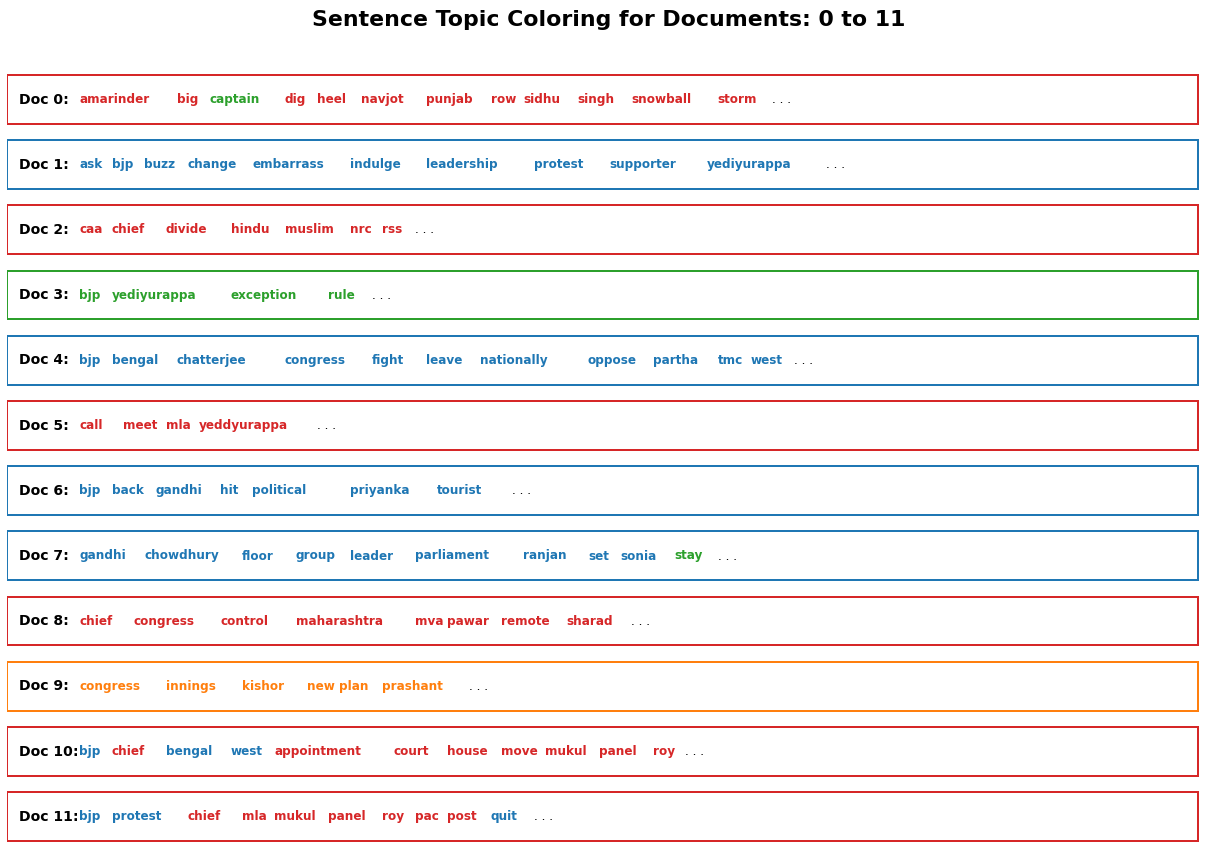 Sentence Topic Coloring for Documents: 0 to 11
Doc 0: amarinder big captain dig heel navjot punjab row sidhu singh snowball storm . . .
Doc 1: ask bjp buzz change embarrass indulge leadership protest supporter yediyurappa . . .
Doc 2: caa chief divide hindu muslim nrc rss . . .
Doc 3: bjp yediyurappa exception rule . . .
Doc 4: bjp bengal chatterjee congress fight leave nationally oppose partha tmc west . . .
Doc 5: call meet mla yeddyurappa . . .
Doc 6: bjp back gandhi hit political priyanka tourist . . .
Doc 7: gandhi chowdhury floor group leader parliament ranjan set sonia stay . . .
Doc 8: chief congress control maharashtra mva pawar remote sharad . . .
Doc 9: congress innings kishor new plan prashant . . .
Doc 10: bjp chief bengal west appointment court house move mukul panel roy . . .
Doc 11: bjp protest chief mla mukul panel roy pac post quit . . .